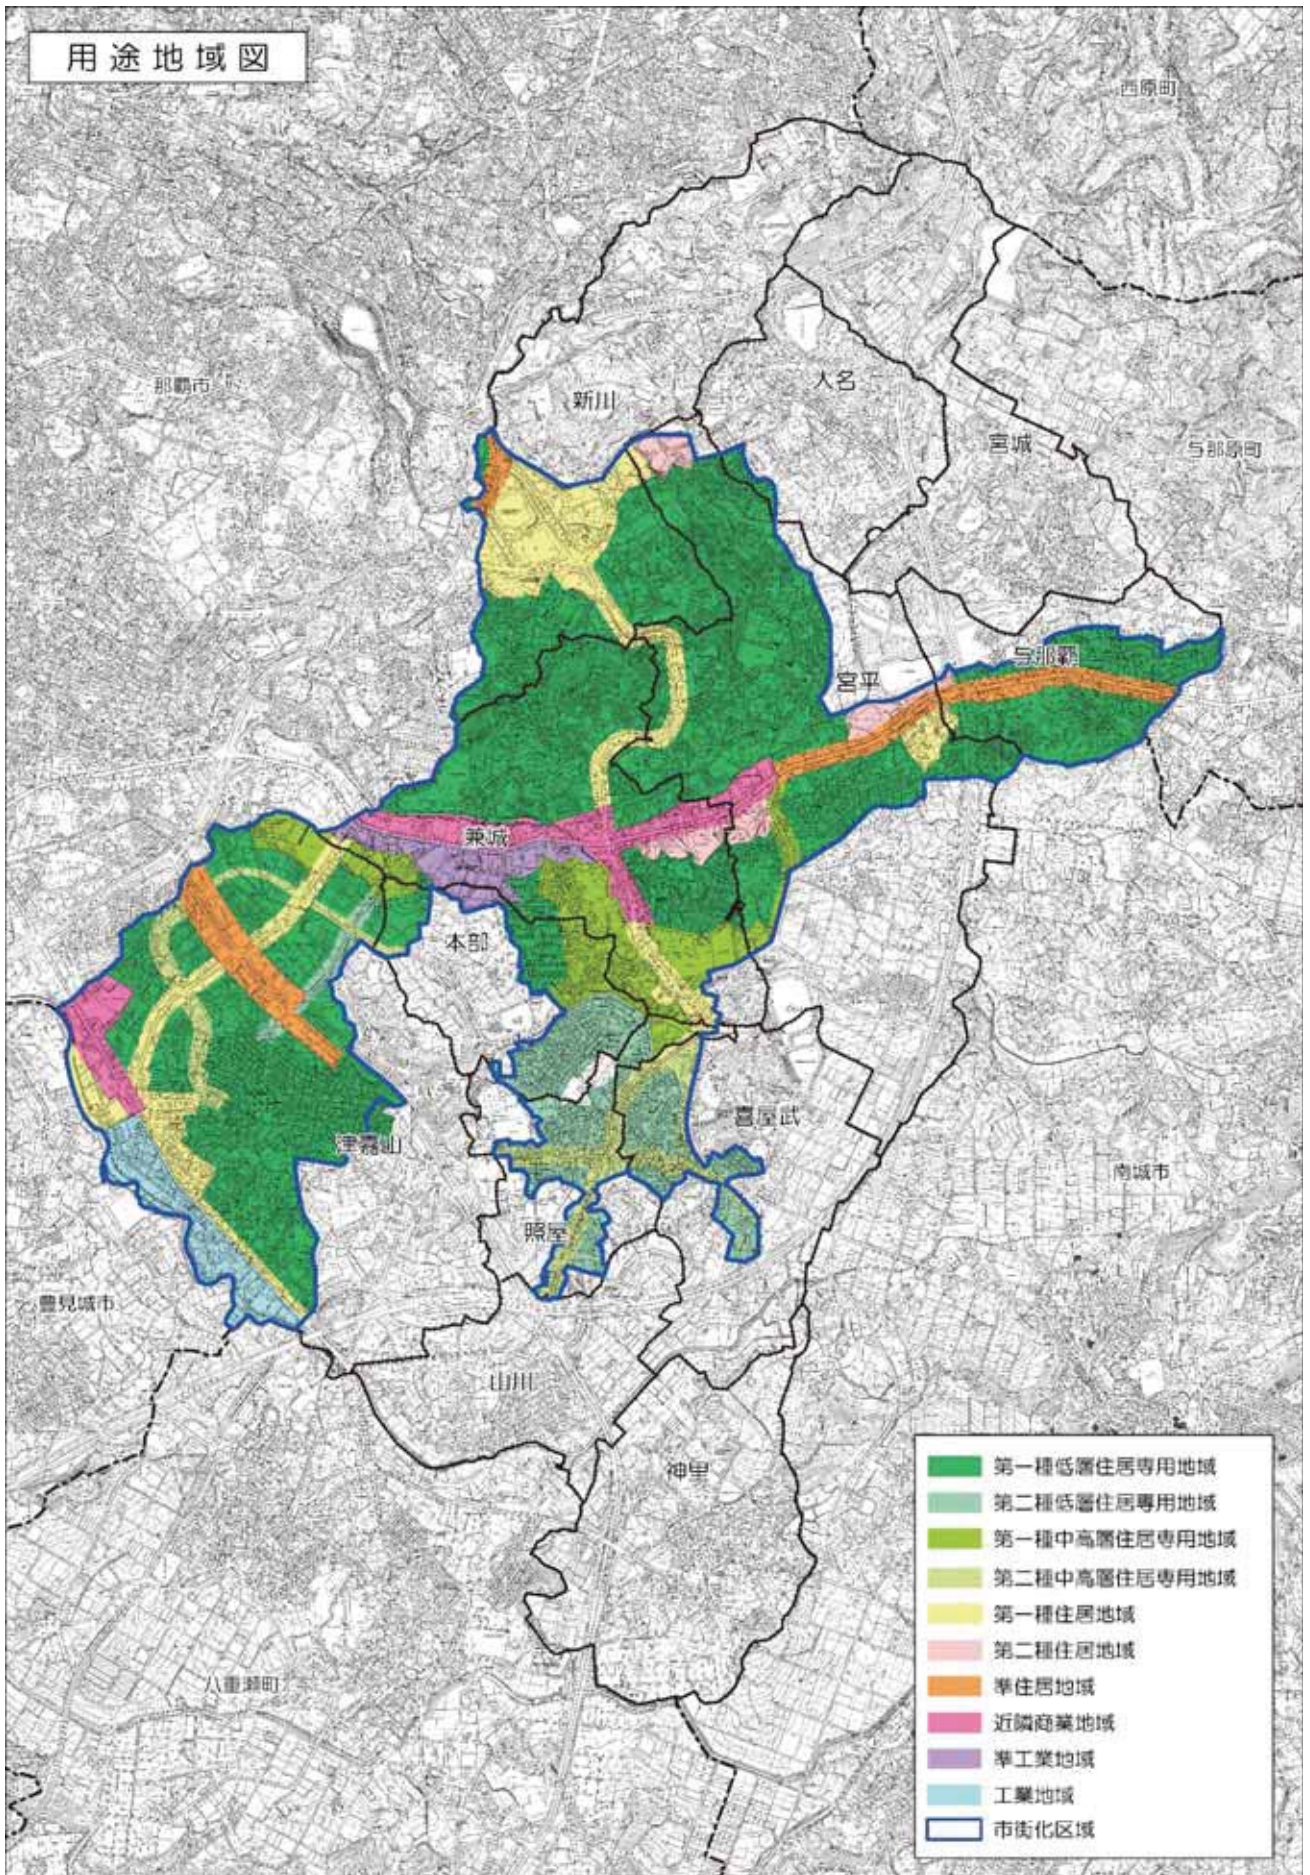 用途地域図
西原町
那覇市
新川
大名
宮城
与那原町
与那覇
宮平
兼城
本部
喜屋武
津嘉山
南城市
照屋
豊見城市
山川
神里
八重瀬町
第一種低層住居専用地域
第二種低層住居専用地域
第一種中高層住居専用地域
第二種中高層住居専用地域
第一種住居地域
第二種住居地域
準住居地域
近隣商業地域
準工業地域
工業地域
市街化区域